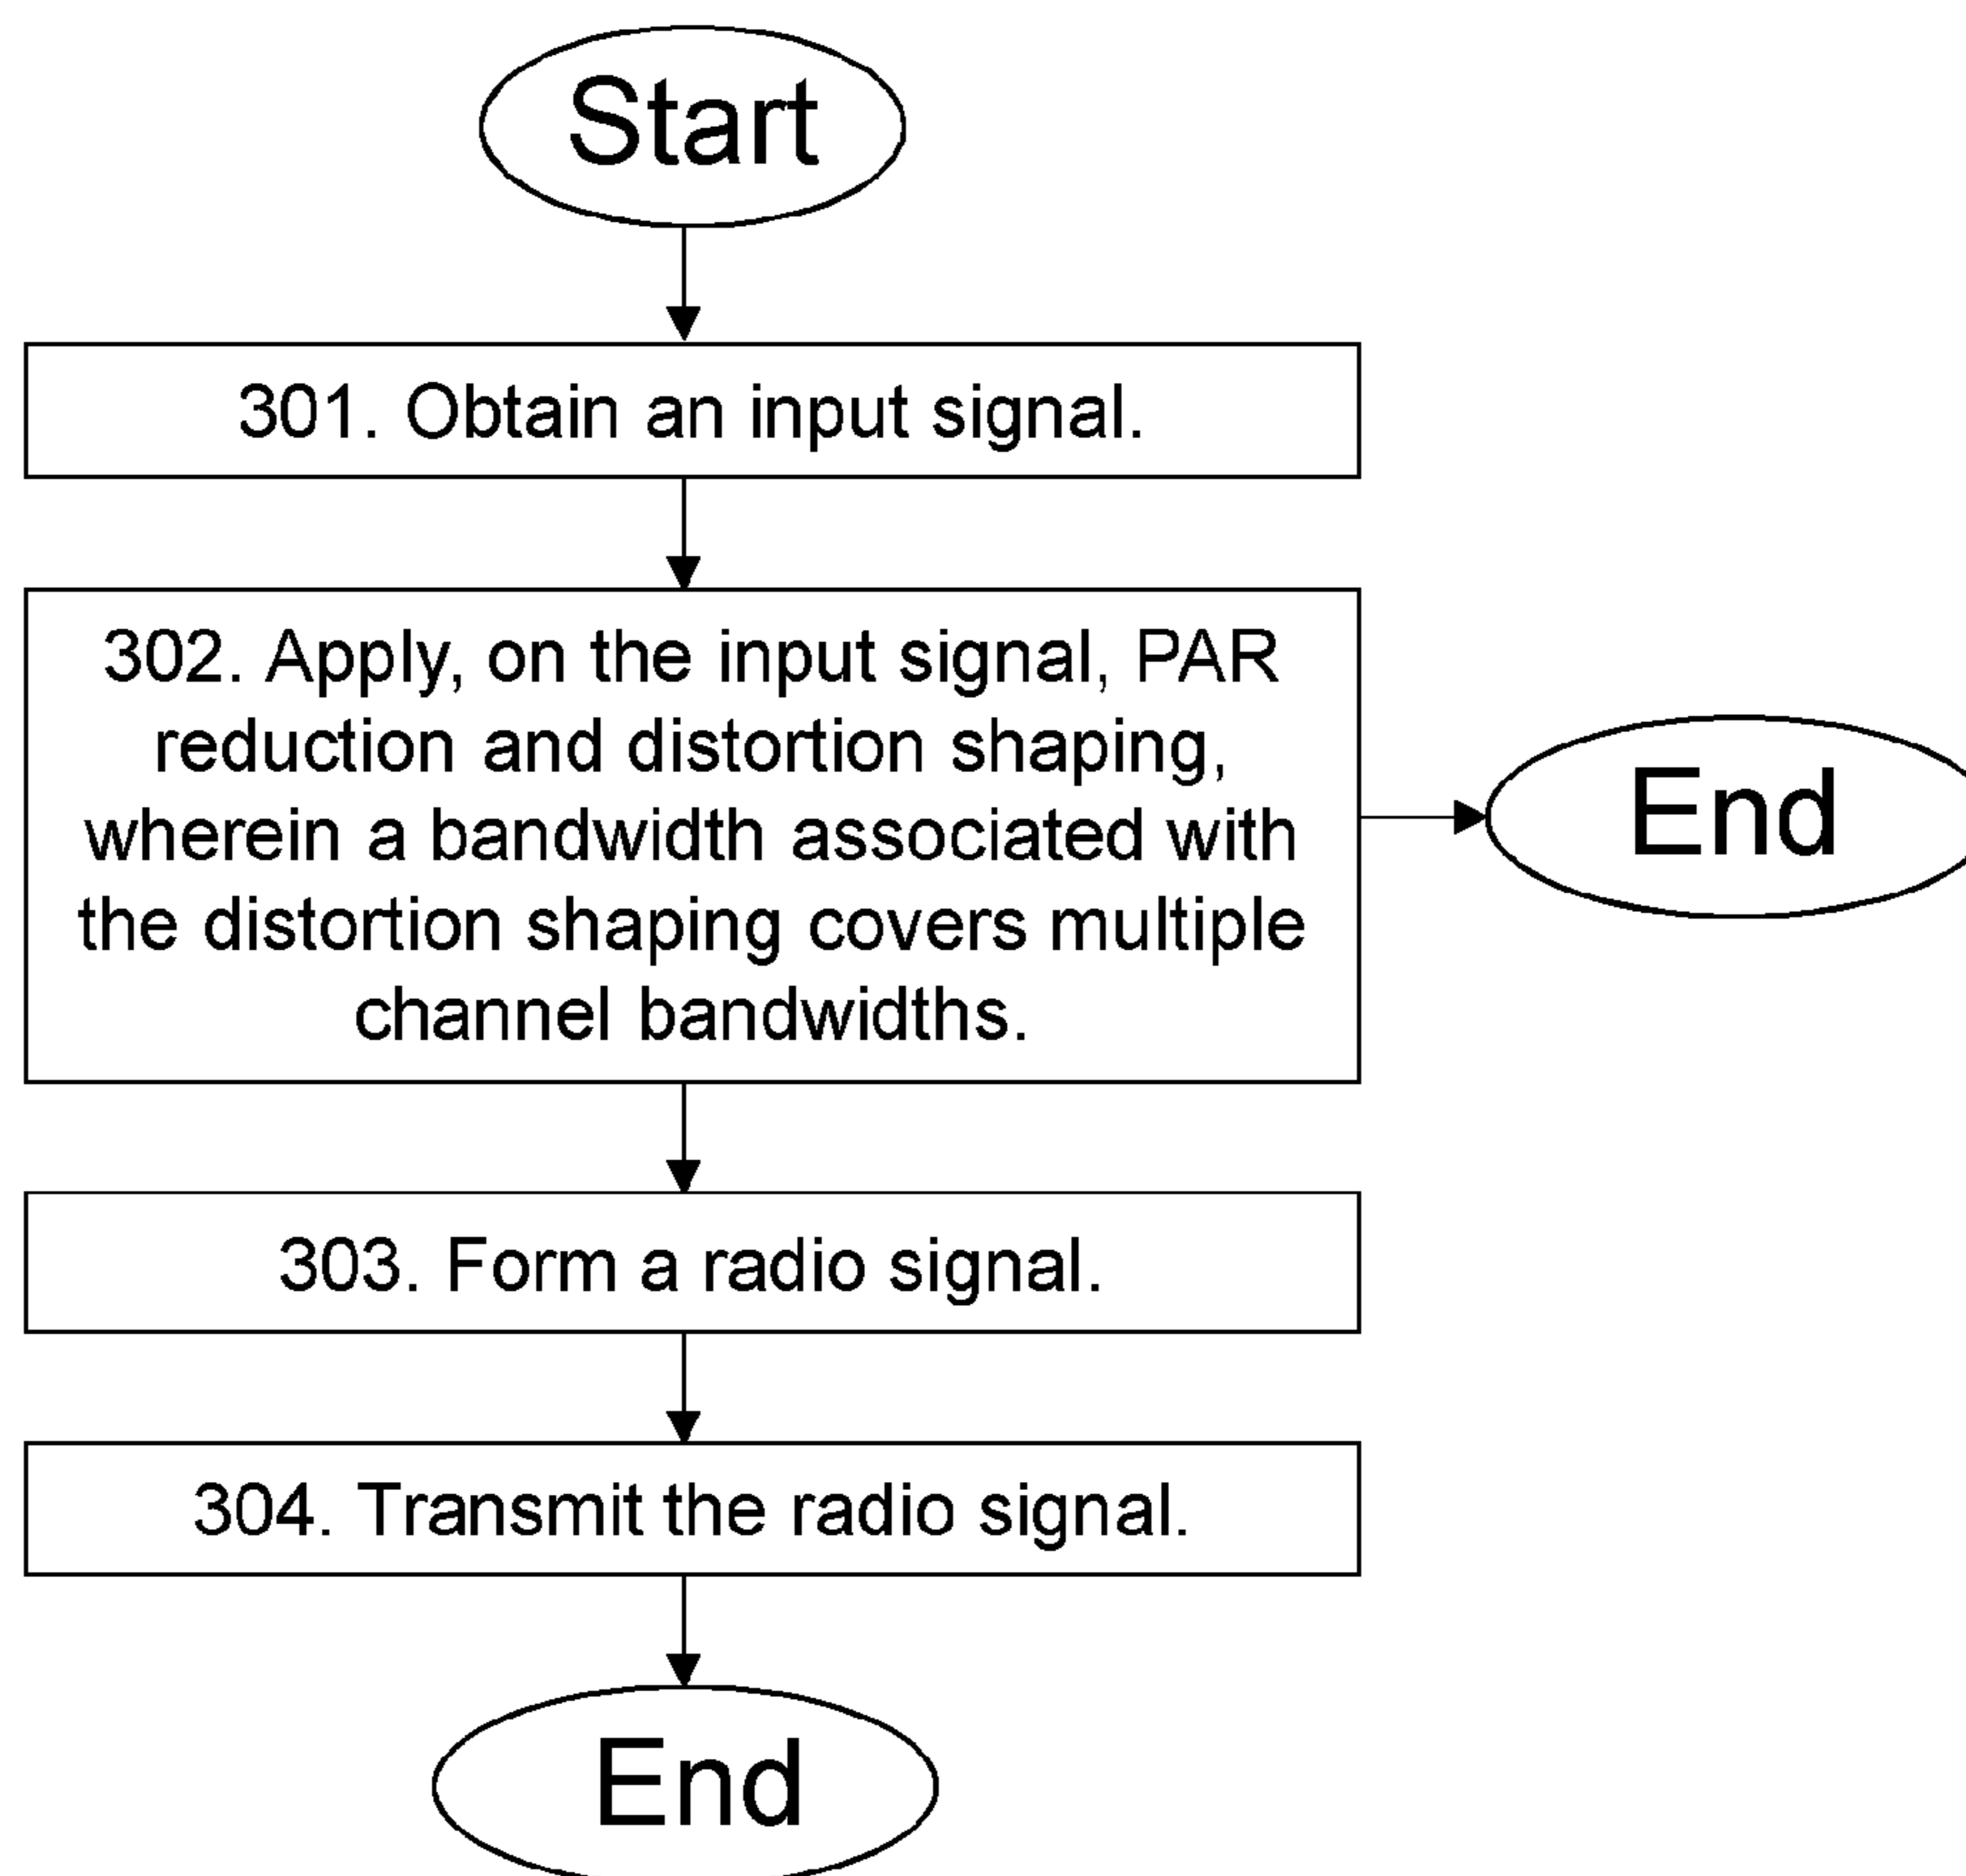 Start
301. Obtain an input signal.
302. Apply, on the input signal, PAR
reduction and distortion shaping,
wherein a bandwidth associated with
the distortion shaping covers multiple
channel bandwidths.
End
303. Form a radio signal.
304. Transmit the radio signal.
End